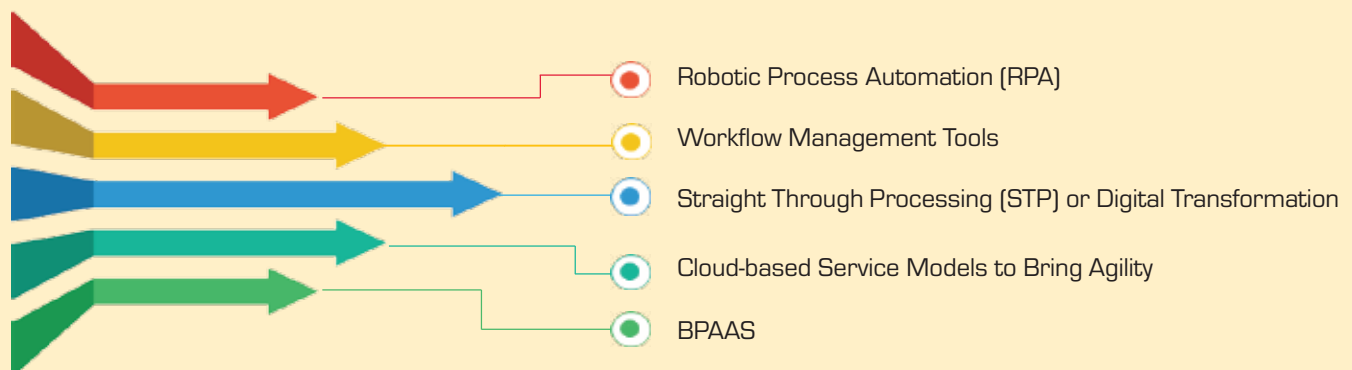 Robotic Process Automation (RPA)
Workflow Management Tools
Straight Through Processing (STP) or Digital Transformation
Cloud-based Service Models to Bring Agility
BPAAS